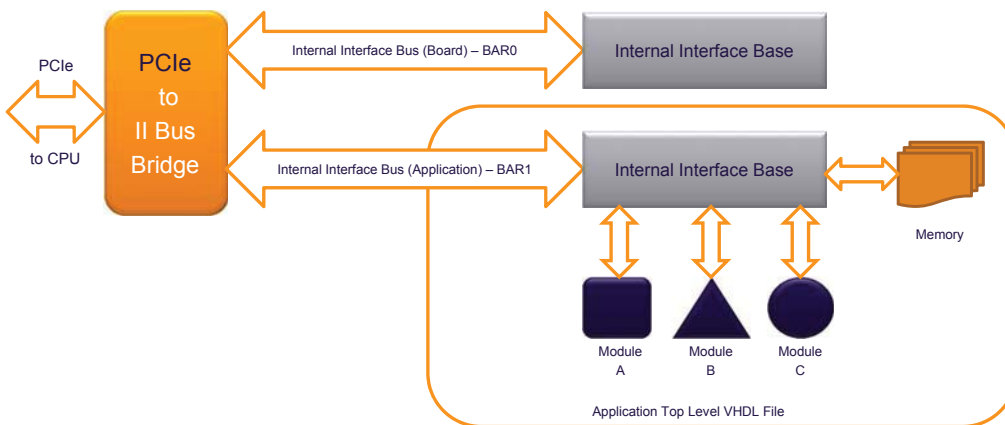 PCIe
to CPU
PCIe
to
II Bus
Bridge
Internal Interface Bus (Board) – BAR0
Internal Interface Base
Internal Interface Bus (Application) – BAR1
Internal Interface Base
Memory
Module
A
Module
B
Module
C
Application Top Level VHDL File